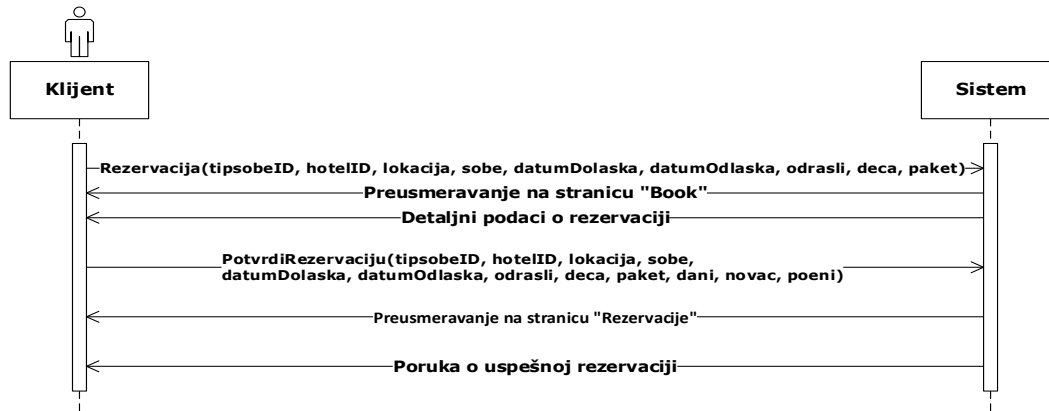 Klijent
Sistem
Rezervacija(tipsobeID, hotelID, lokacija, sobe, datumDolaska, datumOdlaska, odrasli, deca, paket)
Preusmeravanje na stranicu "Book"
Detaljni podaci o rezervaciji
PotvrdiRezervaciju(tipsobeID, hotelID, lokacija, sobe,
datumDolaska, datumOdlaska, odrasli, deca, paket, dani, novac, poeni)
Preusmeravanje na stranicu "Rezervacije"
Poruka o uspešnoj rezervaciji